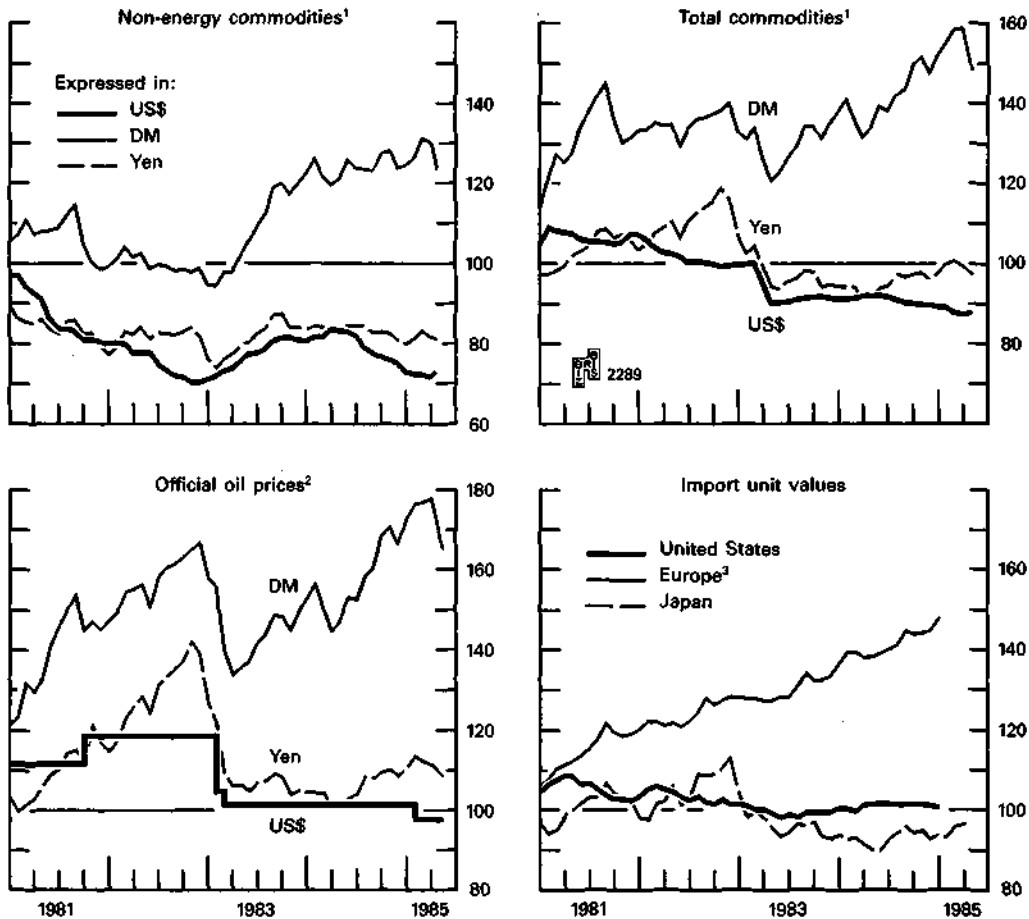 Non-energy commodities¹
Expressed in:
US$
DM
Yen
140
120
100
80
60
Total commodities¹
160
140
120
100
80
DM
Yen
US$
2289
Official oil prices²
180
160
140
120
100
80
DM
Yen
US$
1981
1983
1985
Import unit values
United States
Europe³
Japan
160
140
120
100
80
1981
1983
1985